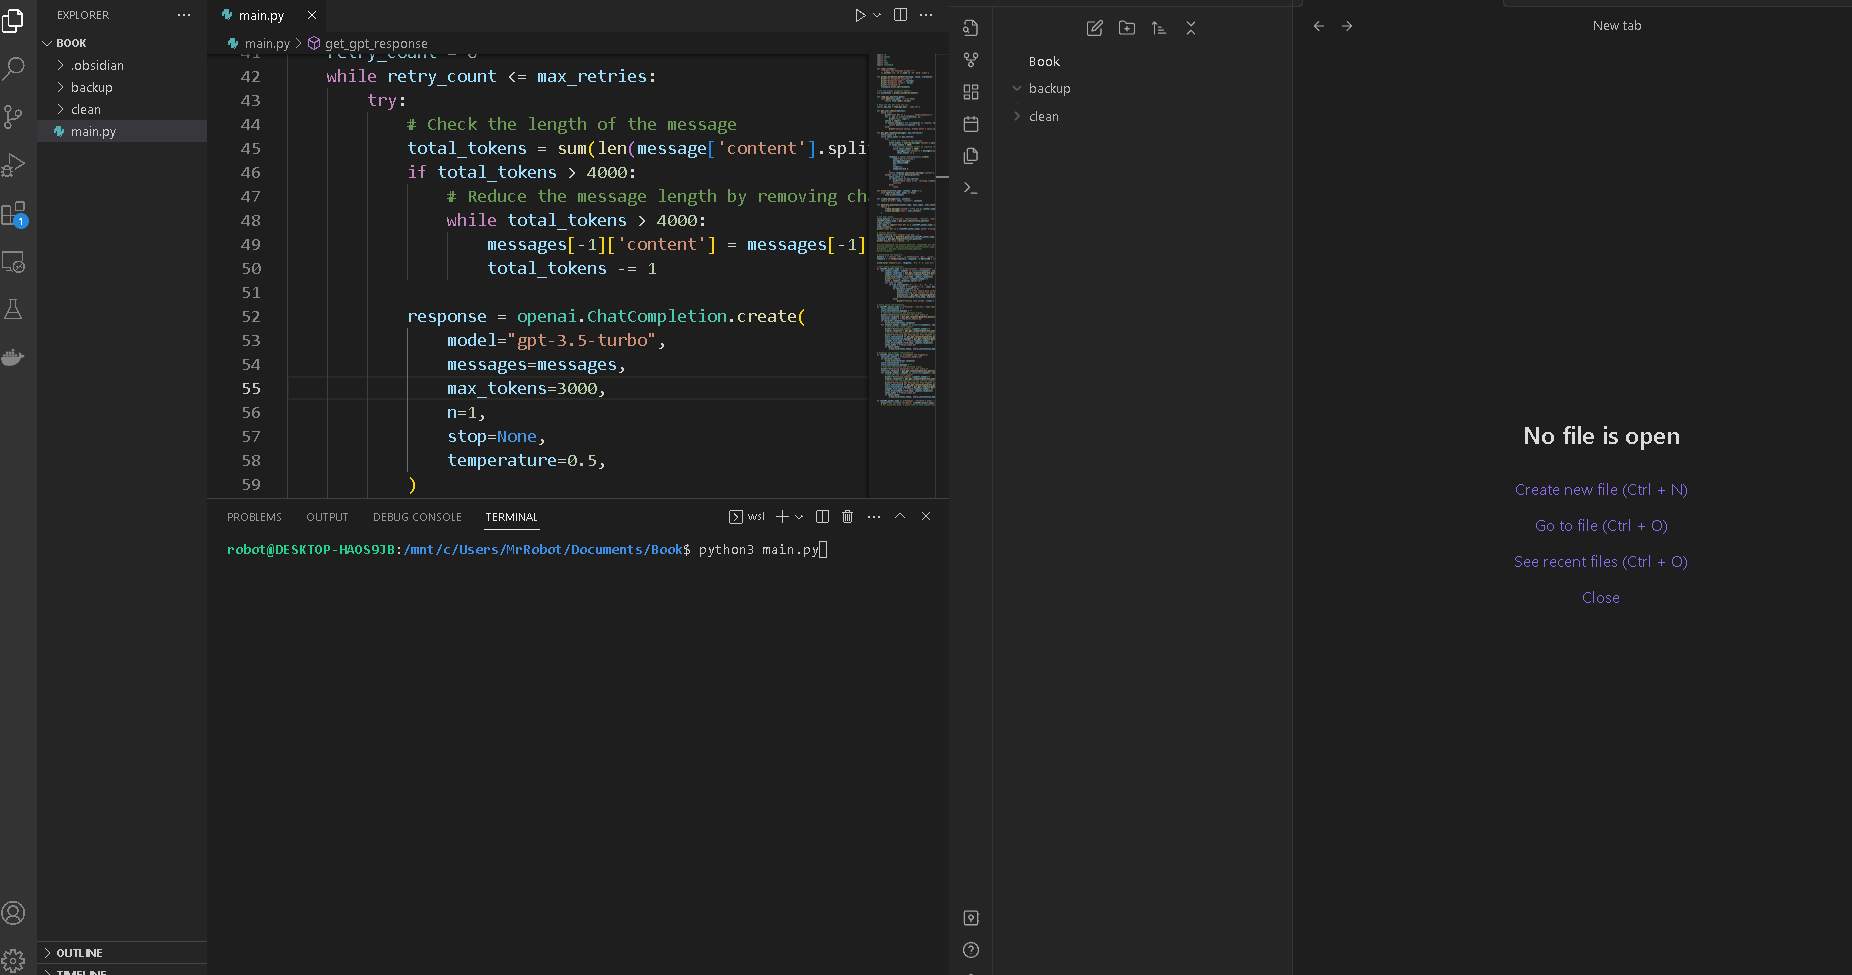 EXPLORER
BOOK
.obsidian
backup
clean
main.py
OUTLINE
TIMELINE
1
main.py
main.py > get_gpt_response
41 retry_count = 0
42 while retry_count <= max_retries:
43 try:
44 # Check the length of the message
45 total_tokens = sum(len(message['content'].spli
46 if total_tokens > 4000:
47 # Reduce the message length by removing ch
48 while total_tokens > 4000:
49 messages[-1]['content'] = messages[-1]
50 total_tokens -= 1
51
52 response = openai.ChatCompletion.create(
53 model="gpt-3.5-turbo",
54 messages=messages,
55 max_tokens=3000,
56 n=1,
57 stop=None,
58 temperature=0.5,
59 )
PROBLEMS OUTPUT DEBUG CONSOLE TERMINAL wsl
robot@DESKTOP-HAOS9JB:/mnt/c/Users/MrRobot/Documents/Book$ python3 main.py
Book
backup
clean
New tab
No file is open
Create new file (Ctrl + N)
Go to file (Ctrl + O)
See recent files (Ctrl + O)
Close